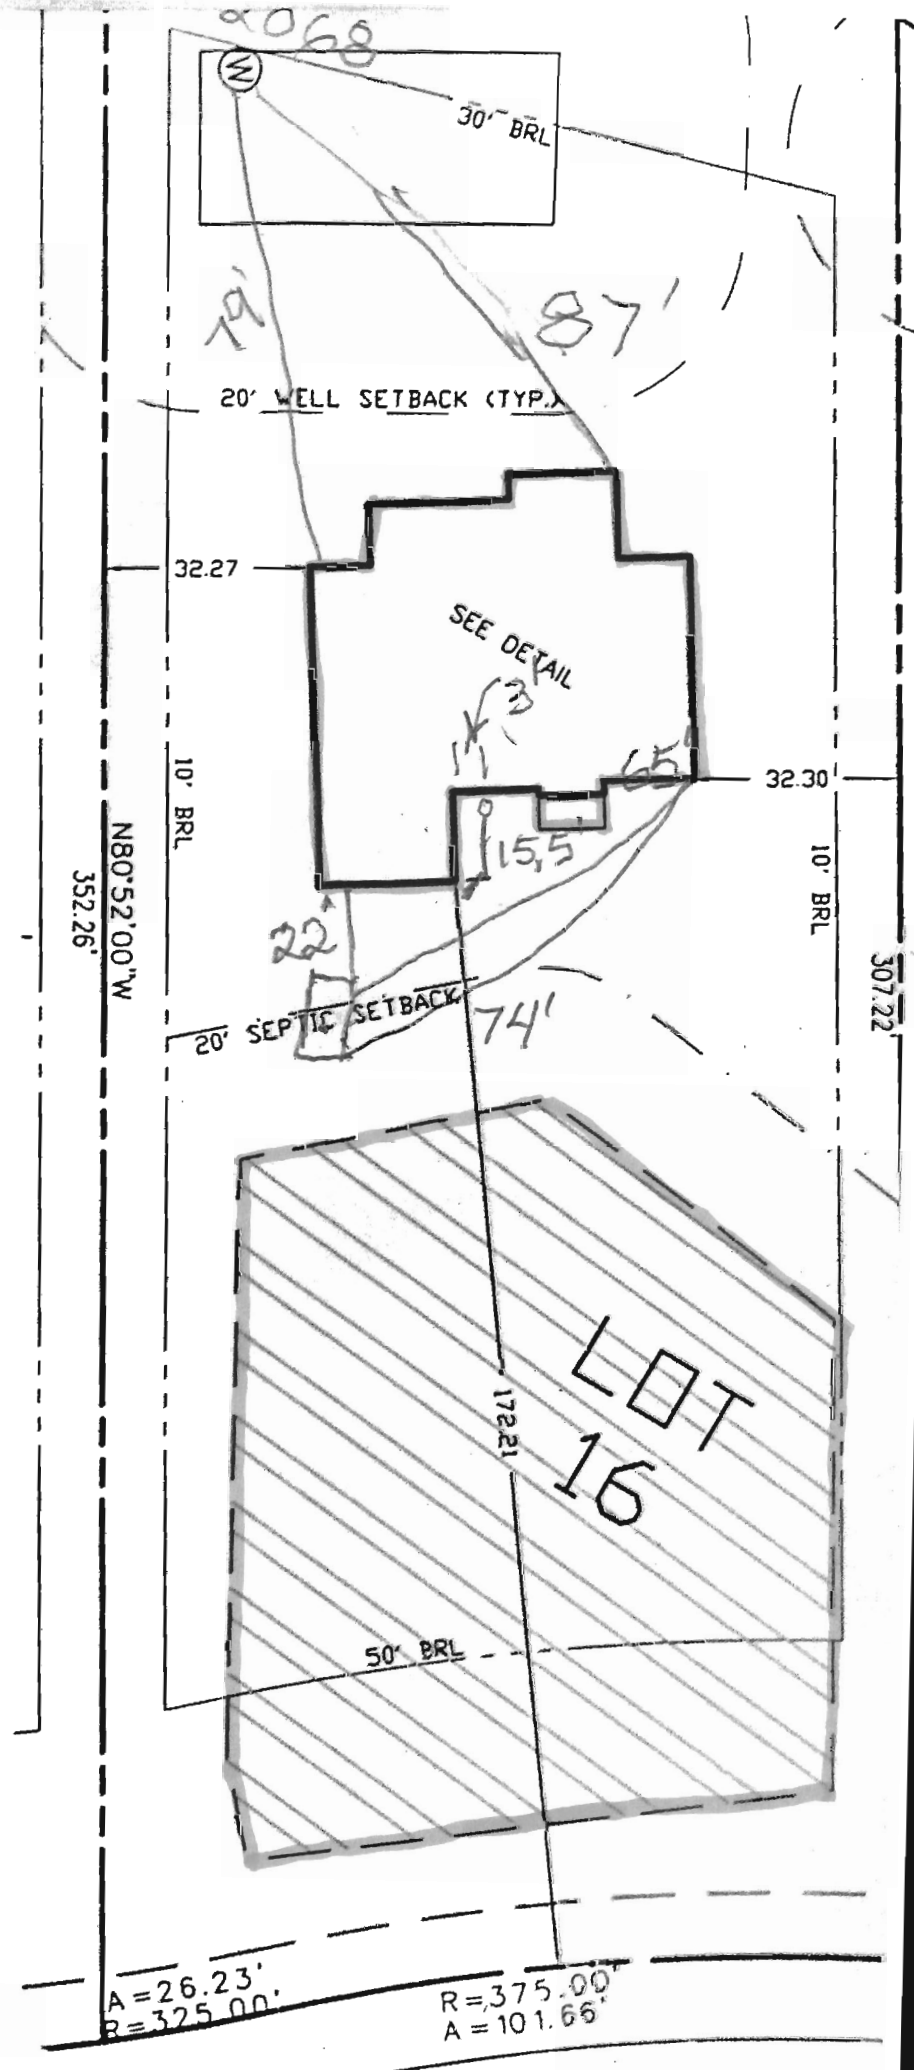 2068
W
30' BRL
79'
87'
20' WELL SETBACK (TYP.)
32.27
SEE DETAIL
3'
65'
32.30
10' BRL
15,5'
10' BRL
N80°52'00"W
352.26'
22'
307.22'
20' SEPTIC SETBACK
74'
LOT
16
172.21
50' BRL
A=26.23'
R=325.00'
R=375.00'
A=101.66'